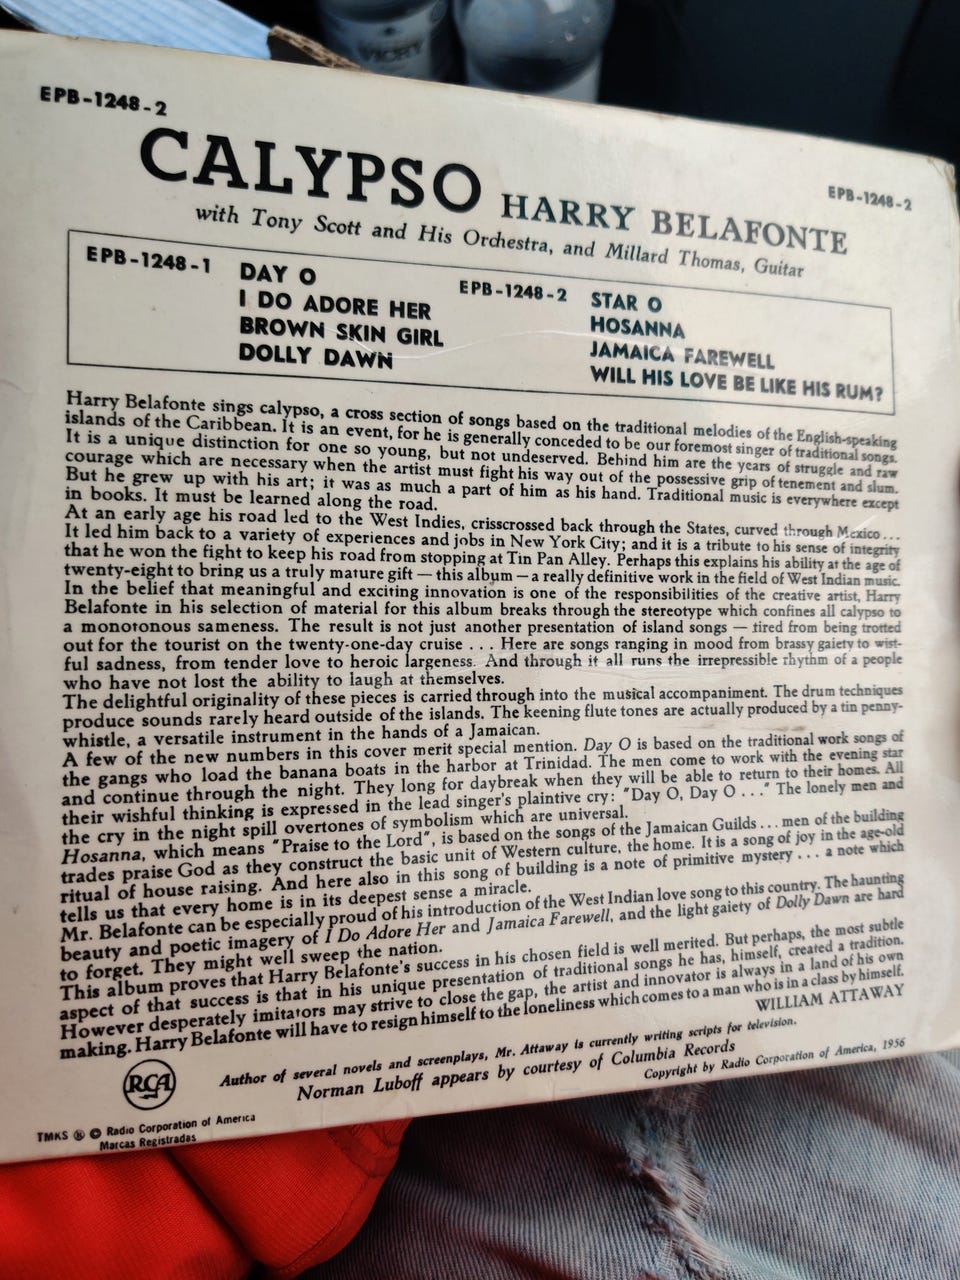 VICHY
EPB-1248-2
CALYPSO HARRY BELAFONTE
EPB-1248-2
with Tony Scott and His Orchestra, and Millard Thomas, Guitar
EPB-1248-1
DAY O
I DO ADORE HER
BROWN SKIN GIRL
DOLLY DAWN
EPB-1248-2
STAR O
HOSANNA
JAMAICA FAREWELL
WILL HIS LOVE BE LIKE HIS RUM?
Harry Belafonte sings calypso, a cross section of songs based on the traditional melodies of the English-speaking
islands of the Caribbean. It is an event, for he is generally conceded to be our foremost singer of traditional songs.
It is a unique distinction for one so young, but not undeserved. Behind him are the years of struggle and raw
courage which are necessary when the artist must fight his way out of the possessive grip of tenement and slum.
But he grew up with his art; it was as much a part of him as his hand. Traditional music is everywhere except
in books. It must be learned along the road.
At an early age his road led to the West Indies, crisscrossed back through the States, curved through Mexico...
It led him back to a variety of experiences and jobs in New York City; and it is a tribute to his sense of integrity
that he won the fight to keep his road from stopping at Tin Pan Alley. Perhaps this explains his ability at the age of
twenty-eight to bring us a truly mature gift — this album — a really definitive work in the field of West Indian music.
In the belief that meaningful and exciting innovation is one of the responsibilities of the creative artist, Harry
Belafonte in his selection of material for this album breaks through the stereotype which confines all calypso to
a monotonous sameness. The result is not just another presentation of island songs — tired from being trotted
out for the tourist on the twenty-one-day cruise ... Here are songs ranging in mood from brassy gaiety to wist-
ful sadness, from tender love to heroic largeness. And through it all runs the irrepressible rhythm of a people
who have not lost the ability to laugh at themselves.
The delightful originality of these pieces is carried through into the musical accompaniment. The drum techniques
produce sounds rarely heard outside of the islands. The keening flute tones are actually produced by a tin penny-
whistle, a versatile instrument in the hands of a Jamaican.
A few of the new numbers in this cover merit special mention. Day O is based on the traditional work songs of
the gangs who load the banana boats in the harbor at Trinidad. The men come to work with the evening star
and continue through the night. They long for daybreak when they will be able to return to their homes. All
their wishful thinking is expressed in the lead singer's plaintive cry: "Day O, Day O ..." The lonely men and
the cry in the night spill overtones of symbolism which are universal.
Hosanna, which means "Praise to the Lord", is based on the songs of the Jamaican Guilds ... men of the building
trades praise God as they construct the basic unit of Western culture, the home. It is a song of joy in the age-old
ritual of house raising. And here also in this song of building is a note of primitive mystery ... a note which
tells us that every home is in its deepest sense a miracle.
Mr. Belafonte can be especially proud of his introduction of the West Indian love song to this country. The haunting
beauty and poetic imagery of I Do Adore Her and Jamaica Farewell, and the light gaiety of Dolly Dawn are hard
to forget. They might well sweep the nation.
This album proves that Harry Belafonte's success in his chosen field is well merited. But perhaps, the most subtle
aspect of that success is that in his unique presentation of traditional songs he has, himself, created a tradition.
However desperately imitators may strive to close the gap, the artist and innovator is always in a land of his own
making. Harry Belafonte will have to resign himself to the loneliness which comes to a man who is in a class by himself.
WILLIAM ATTAWAY
Author of several novels and screenplays, Mr. Attaway is currently writing scripts for television.
Norman Luboff appears by courtesy of Columbia Records
Copyright by Radio Corporation of America, 1956
RCA
TMKS ® © Radio Corporation of America
Marcas Registradas